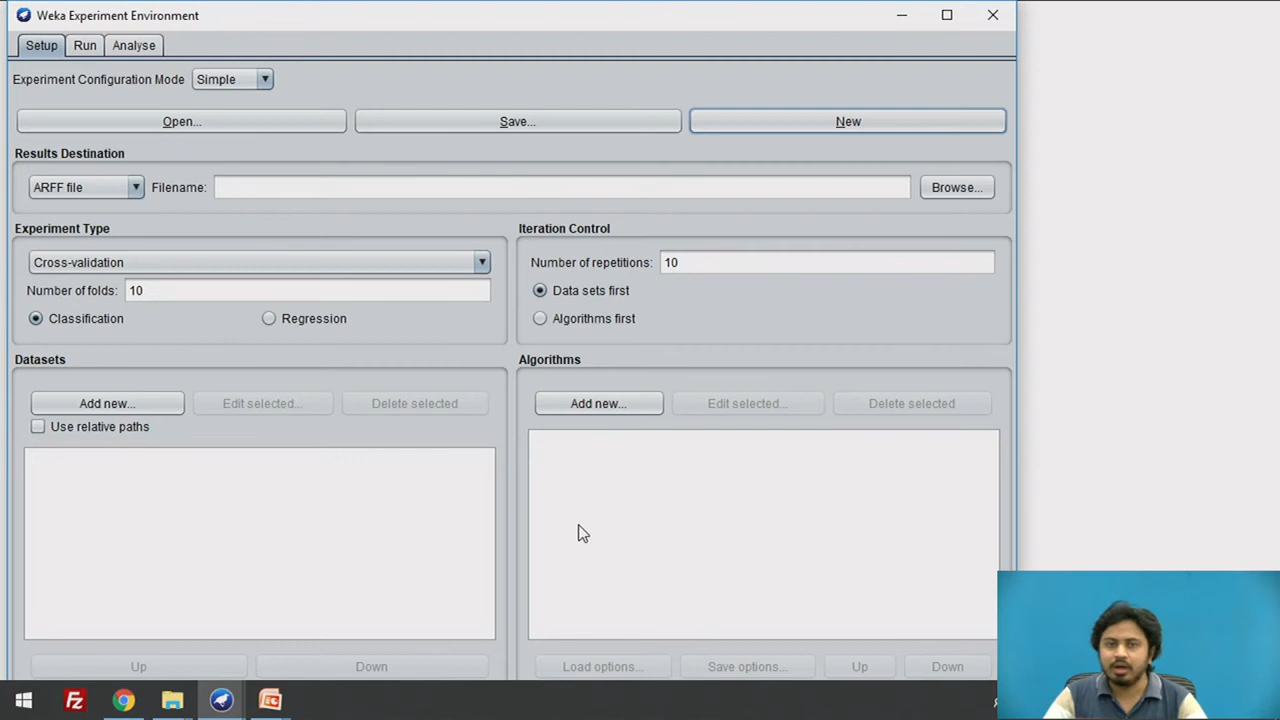 Weka Experiment Environment
Setup Run Analyse
Experiment Configuration Mode Simple
Open... Save... New
Results Destination
ARFF file Filename: Browse...
Experiment Type Iteration Control
Cross-validation Number of repetitions: 10
Number of folds: 10 Data sets first
Classification Regression Algorithms first
Datasets Algorithms
Add new... Edit selected... Delete selected Add new... Edit selected... Delete selected
Use relative paths
Up Down Load options... Save options... Up Down